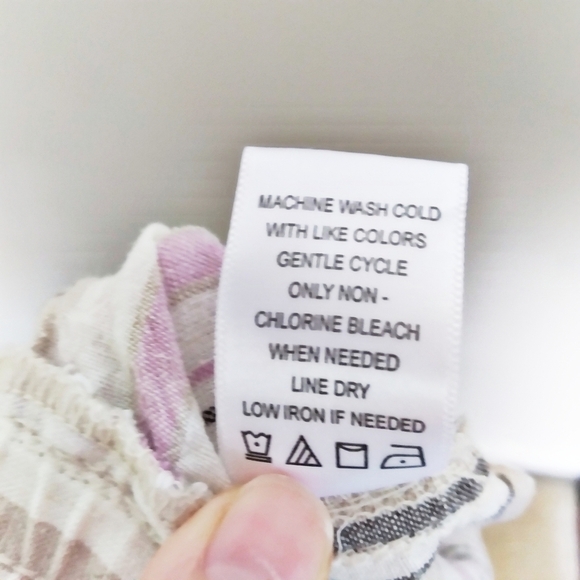 MACHINE WASH COLD
WITH LIKE COLORS
GENTLE CYCLE
ONLY NON -
CHLORINE BLEACH
WHEN NEEDED
LINE DRY
LOW IRON IF NEEDED